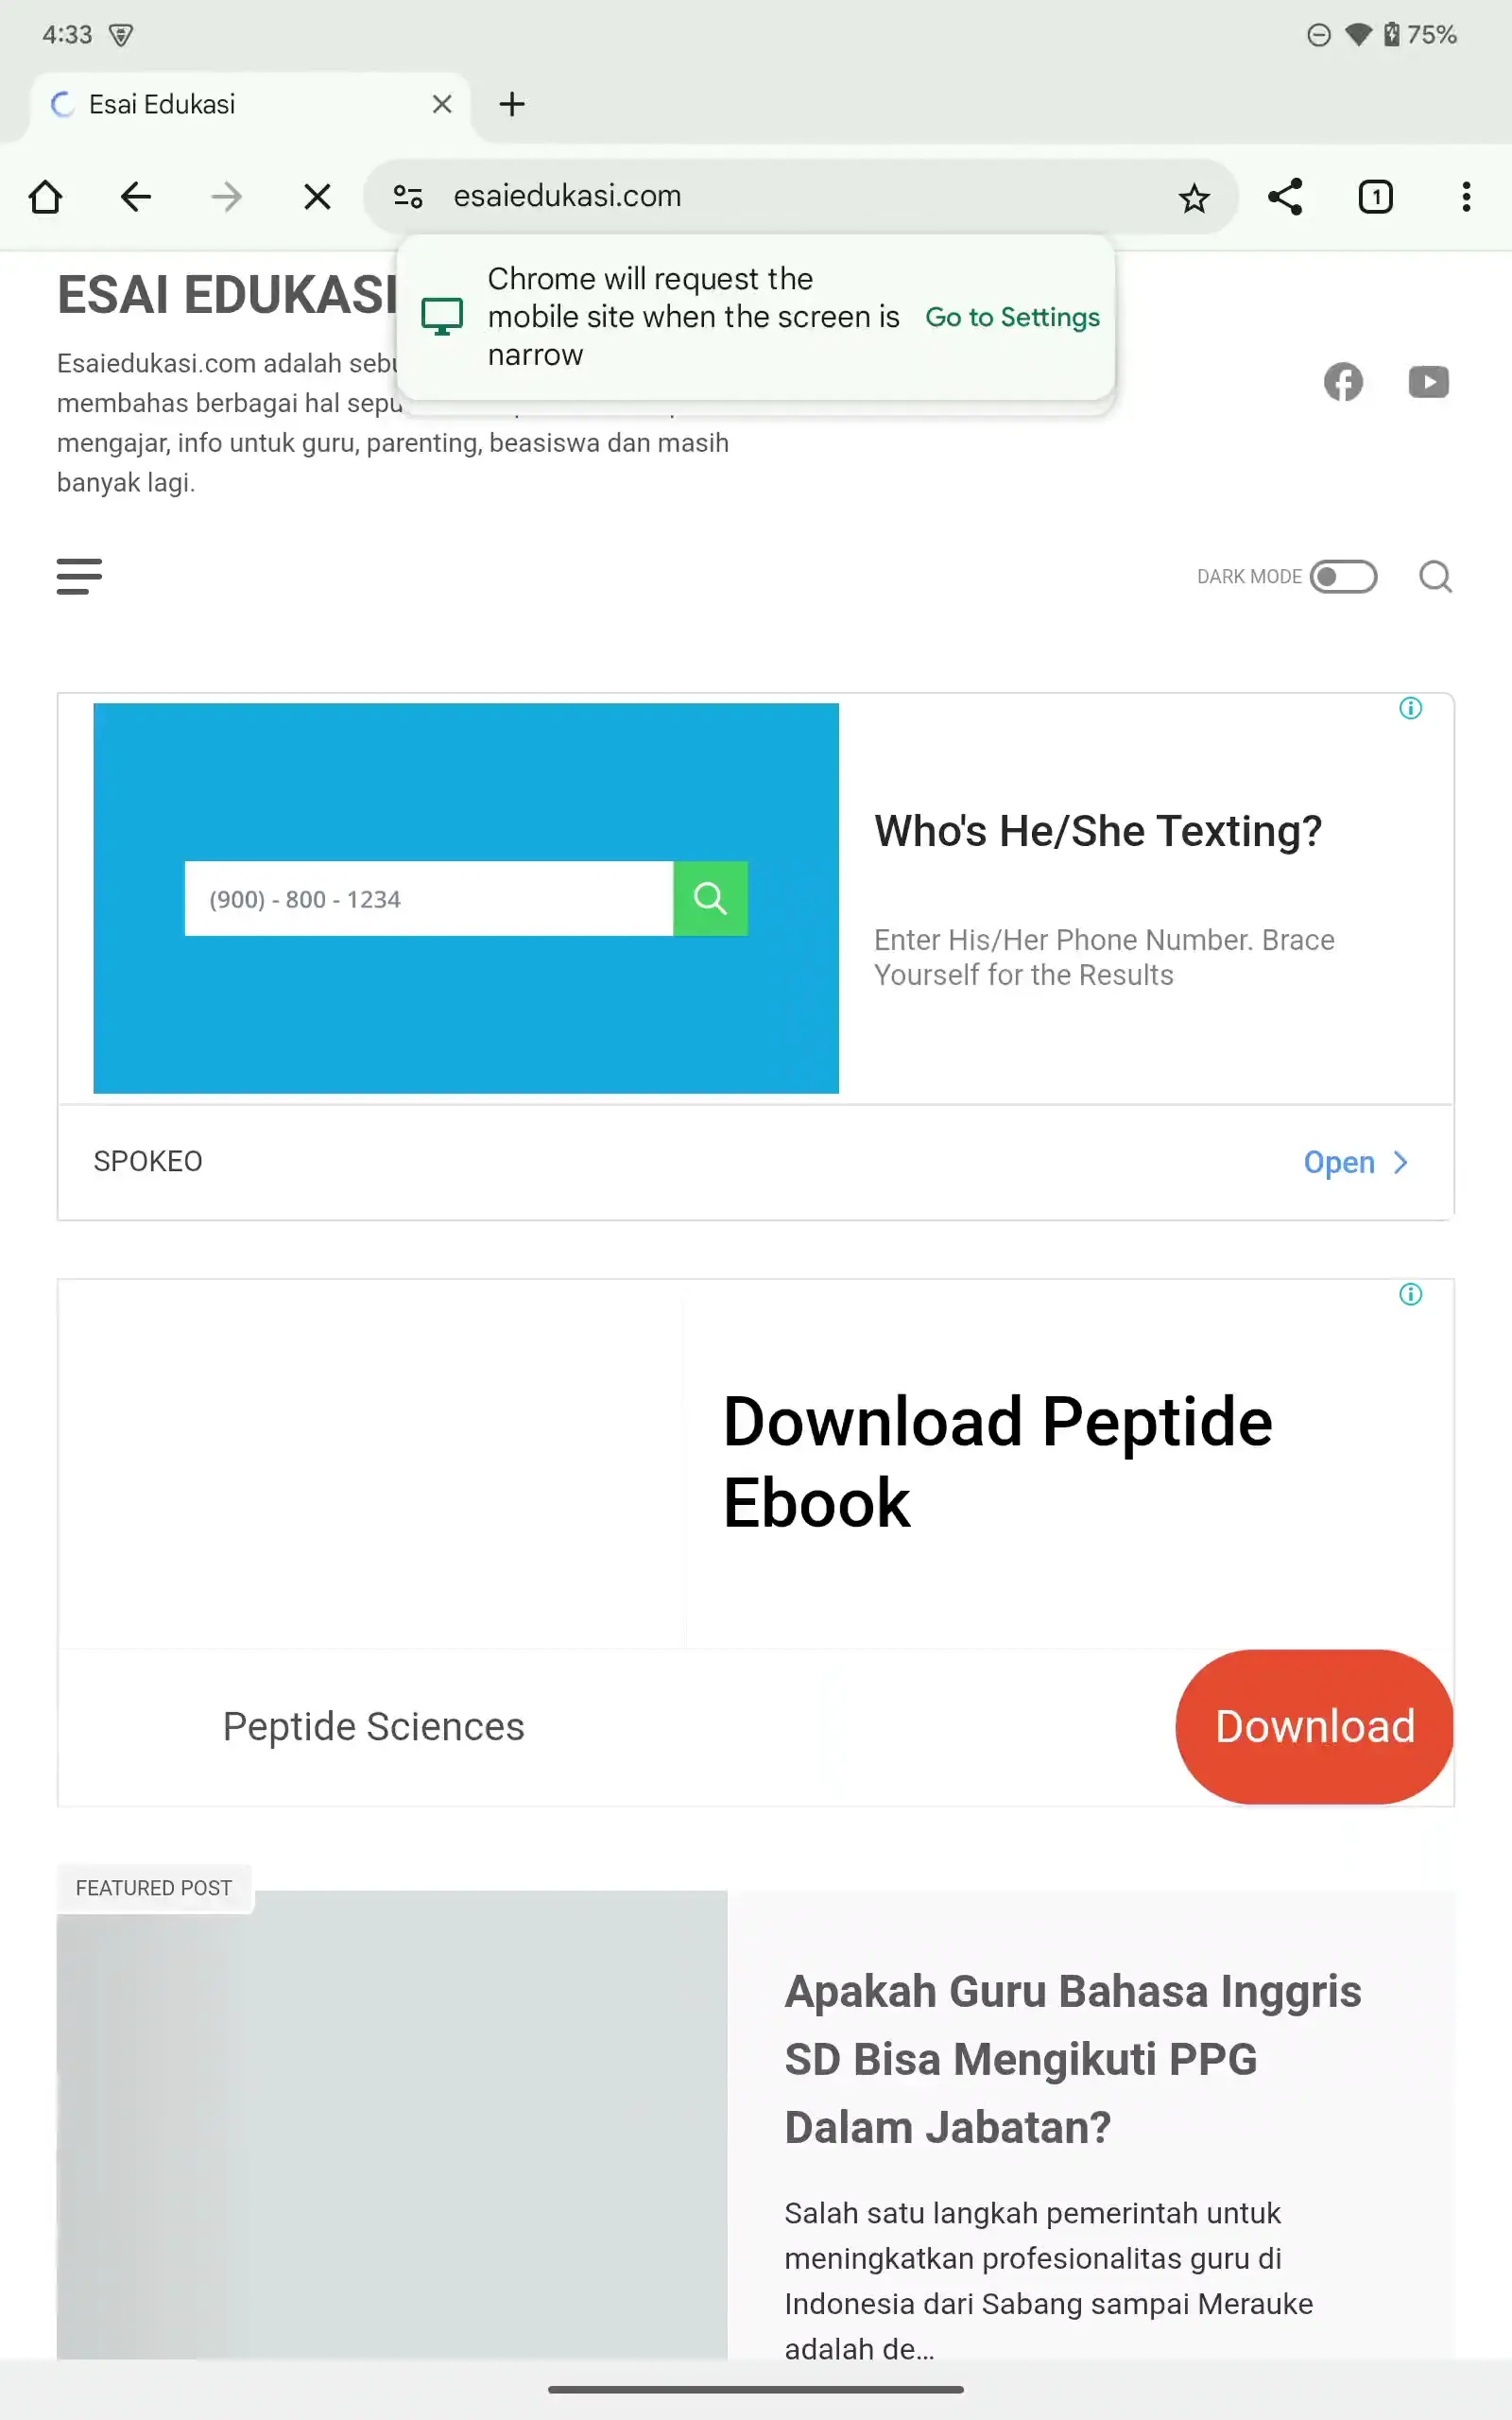 4:33
75%
Esai Edukasi
esaiedukasi.com
1
Chrome will request the
mobile site when the screen is
narrow
Go to Settings
ESAI EDUKASI
Esaiedukasi.com adalah
membahas berbagai hal
mengajar, info untuk guru, parenting, beasiswa dan masih
banyak lagi.
DARK MODE
(900) - 800 - 1234
Who's He/She Texting?
Enter His/Her Phone Number. Brace
Yourself for the Results
SPOKEO
Open
Download Peptide
Ebook
Peptide Sciences
Download
FEATURED POST
Apakah Guru Bahasa Inggris
SD Bisa Mengikuti PPG
Dalam Jabatan?
Salah satu langkah pemerintah untuk
meningkatkan profesionalitas guru di
Indonesia dari Sabang sampai Merauke
adalah de...